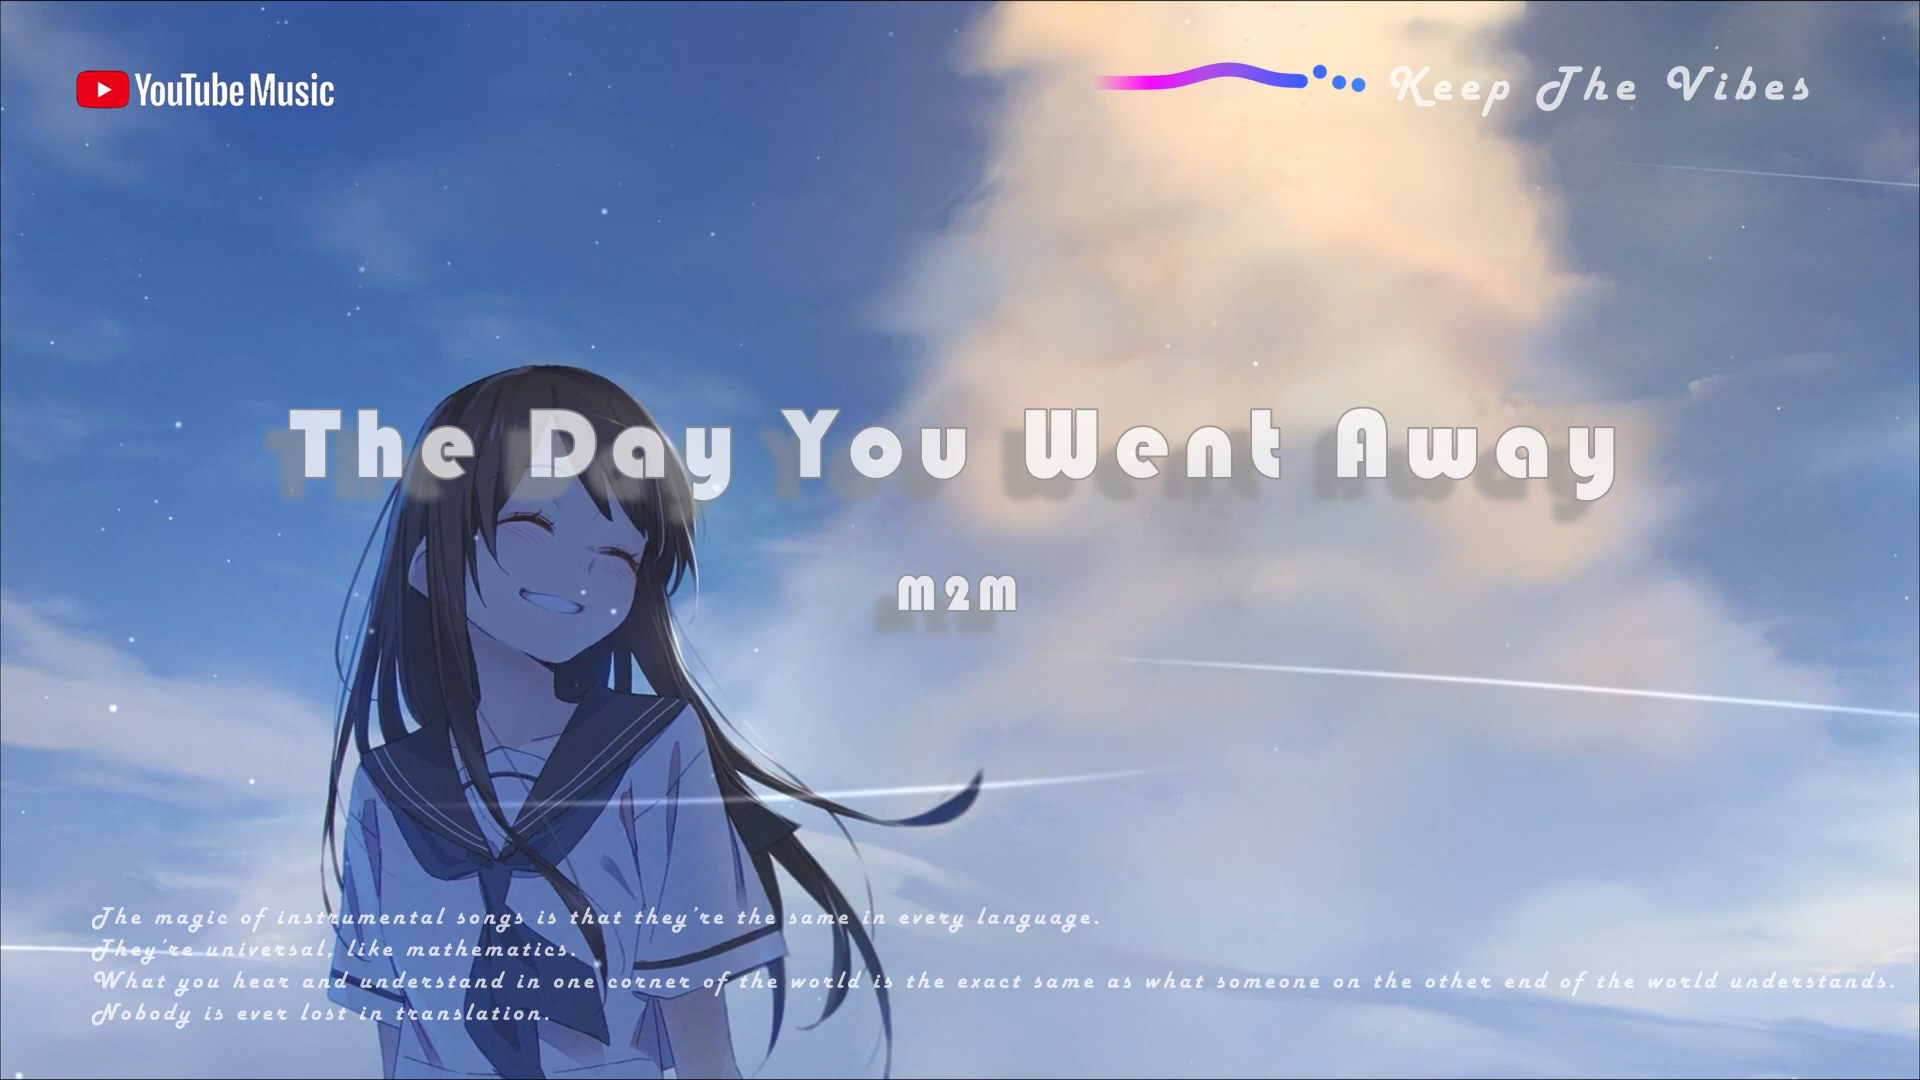 YouTube Music
Keep The Vibes
The Day You Went Away
M2M
The magic of instrumental songs is that they're the same in every language.
They're universal, like mathematics.
What you hear and understand in one corner of the world is the exact same as what someone on the other end of the world understands.
Nobody is ever lost in translation.